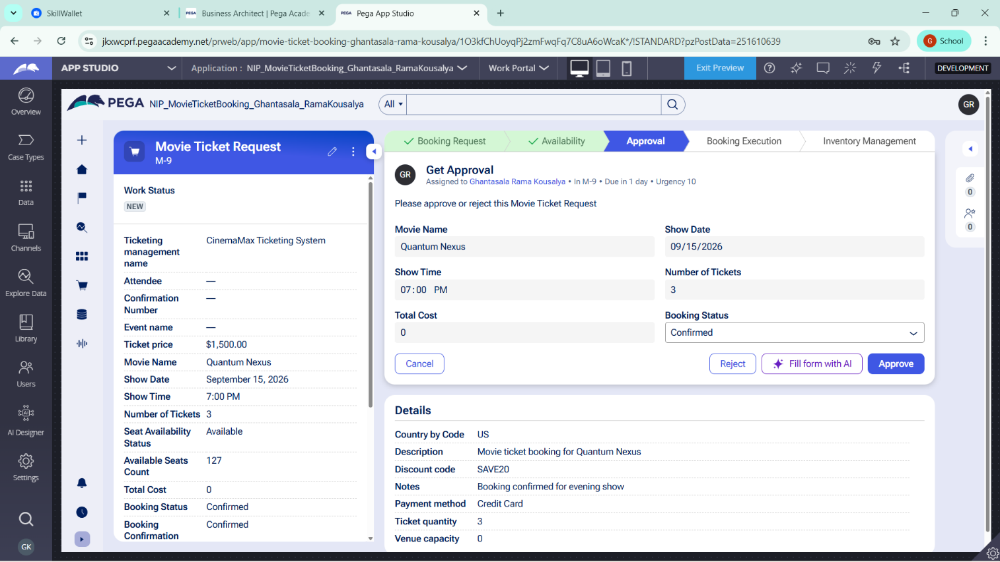 SkillWallet
PEGA Business Architect | Pega Acade
PEGA Pega App Studio
jkxwcprf.pegaacademy.net/prweb/app/movie-ticket-booking-ghantasala-rama-kousalya/1O3kfChUoyqPj2zmFwqFq7C8uA6oWcaK*/!STANDARD?pzPostData=251610639
G School
APP STUDIO
Application : NIP_MovieTicketBooking_Ghantasala_RamaKousalya
Work Portal
Exit Preview
DEVELOPMENT
Overview
Case Types
Data
Channels
Explore Data
Library
Users
AI
AI Designer
Settings
GK
PEGA NIP_MovieTicketBooking_Ghantasala_RamaKousalya
All
GR
Movie Ticket Request
M-9
Work Status
NEW
Ticketing management name CinemaMax Ticketing System
Attendee —
Confirmation Number —
Event name —
Ticket price $1,500.00
Movie Name Quantum Nexus
Show Date September 15, 2026
Show Time 7:00 PM
Number of Tickets 3
Seat Availability Status Available
Available Seats Count 127
Total Cost 0
Booking Status Confirmed
Booking Confirmation Confirmed
Booking Request
Availability
Approval
Booking Execution
Inventory Management
GR
Get Approval
Assigned to Ghantasala Rama Kousalya • In M-9 • Due in 1 day • Urgency 10
Please approve or reject this Movie Ticket Request
Movie Name
Quantum Nexus
Show Date
09/15/2026
Show Time
07:00 PM
Number of Tickets
3
Total Cost
0
Booking Status
Confirmed
Cancel
Reject
Fill form with AI
Approve
Details
Country by Code US
Description Movie ticket booking for Quantum Nexus
Discount code SAVE20
Notes Booking confirmed for evening show
Payment method Credit Card
Ticket quantity 3
Venue capacity 0
0
0